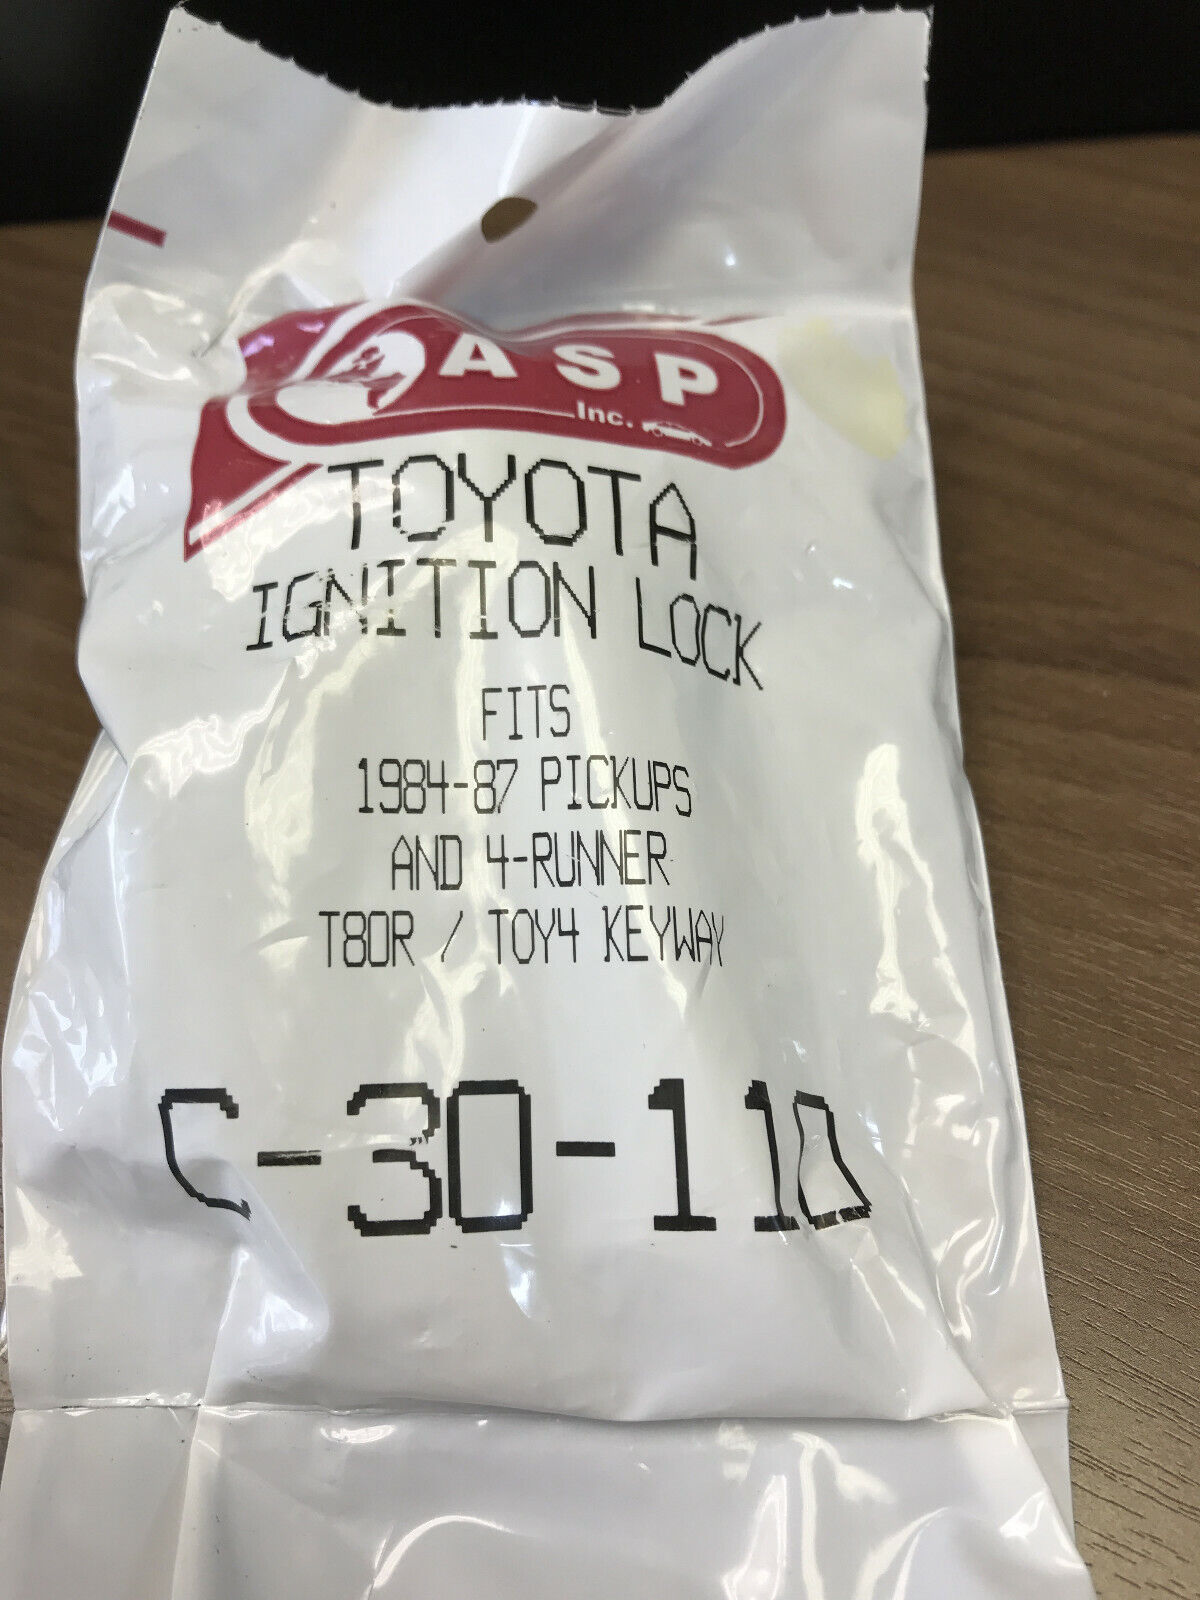 ASP
Inc.
TOYOTA
IGNITION LOCK
FITS
1984-87 PICKUPS
AND 4-RUNNER
T80R / TOY4 KEYWAY
C-30-110